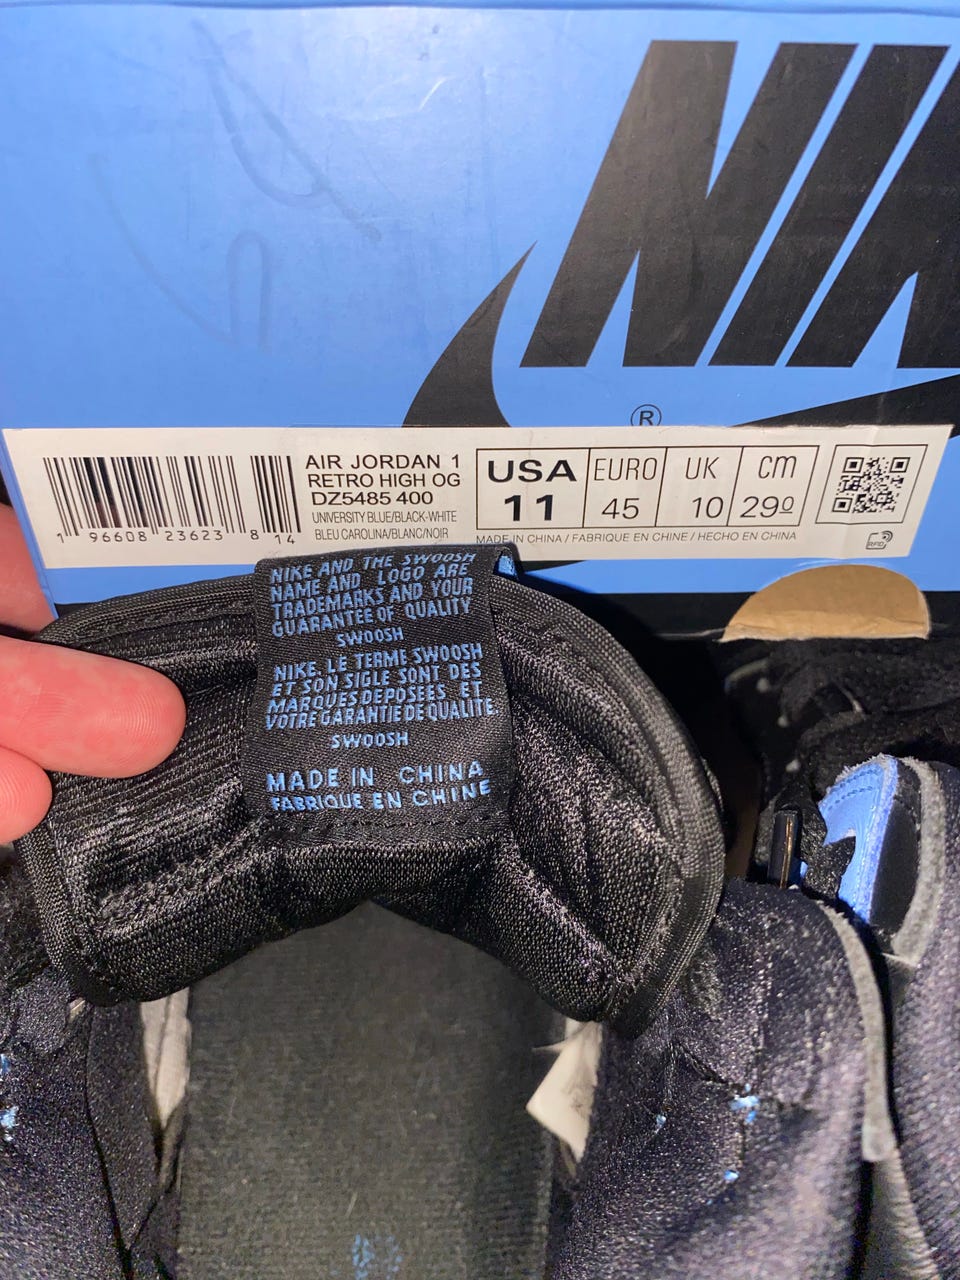 NIK
®
AIR JORDAN 1
RETRO HIGH OG
DZ5485 400
UNIVERSITY BLUE/BLACK-WHITE
BLEU CAROLINA/BLANC/NOIR
USA
11
EURO
45
UK
10
cm
290
1 96608 23623 8 14
MADE IN CHINA / FABRIQUE EN CHINE / HECHO EN CHINA
RFID
NIKE AND THE SWOOSH
NAME AND LOGO ARE
TRADEMARKS AND YOUR
GUARANTEE OF QUALITY
SWOOSH
NIKE, LE TERME SWOOSH
ET SON SIGLE SONT DES
MARQUES DEPOSEES ET
VOTRE GARANTIE DE QUALITE
SWOOSH
MADE IN CHINA
FABRIQUE EN CHINE